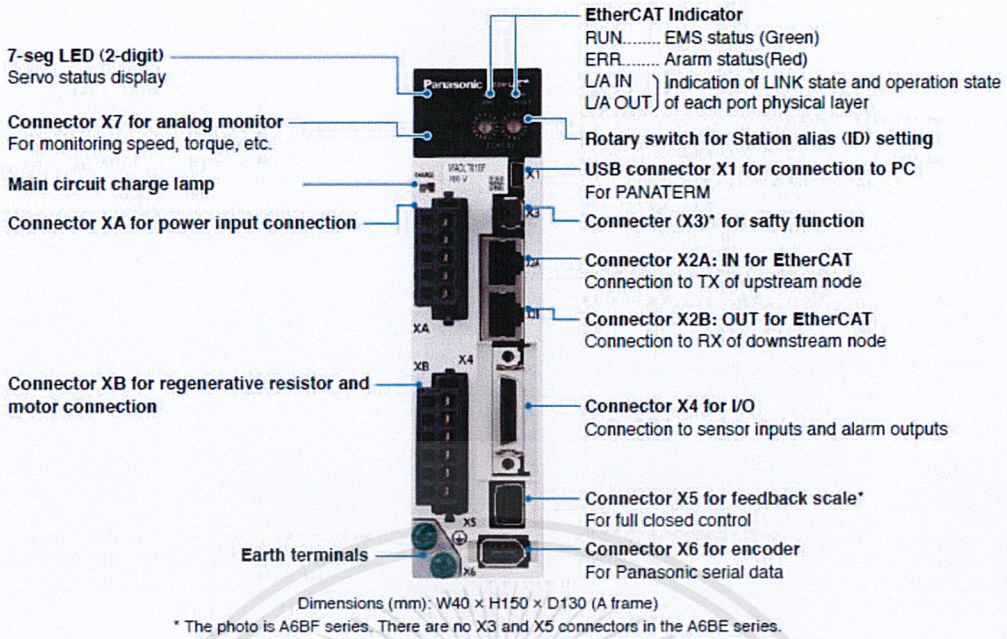 7-seg LED (2-digit)
Servo status display
Connector X7 for analog monitor
For monitoring speed, torque, etc.
Main circuit charge lamp
Connector XA for power input connection
Connector XB for regenerative resistor and
motor connection
Earth terminals
Panasonic
CHARGE
X1
X3
X2A
X2B
XA
XB
X4
X5
X6
EtherCAT Indicator
RUN....... EMS status (Green)
ERR....... Ararm status(Red)
L/A IN Indication of LINK state and operation state
L/A OUT of each port physical layer
Rotary switch for Station alias (ID) setting
USB connector X1 for connection to PC
For PANATERM
Connecter (X3)* for safty function
Connector X2A: IN for EtherCAT
Connection to TX of upstream node
Connector X2B: OUT for EtherCAT
Connection to RX of downstream node
Connector X4 for I/O
Connection to sensor inputs and alarm outputs
Connector X5 for feedback scale*
For full closed control
Connector X6 for encoder
For Panasonic serial data
Dimensions (mm): W40 × H150 × D130 (A frame)
* The photo is A6BF series. There are no X3 and X5 connectors in the A6BE series.